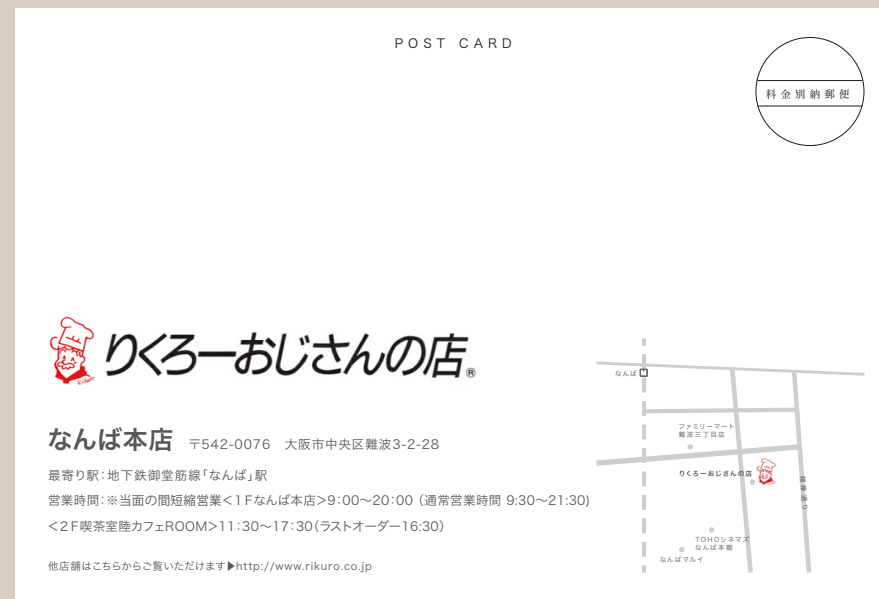 POST CARD
料金別納郵便
りくろーおじさんの店®
なんば本店 〒542-0076 大阪市中央区難波3-2-28
最寄り駅：地下鉄御堂筋線「なんば」駅
営業時間：※当面の間短縮営業＜1Fなんば本店＞9：00〜20：00（通常営業時間 9:30〜21:30)
＜2F喫茶室陸カフェROOM＞11：30〜17：30（ラストオーダー16:30）
他店舗はこちらからご覧いただけます▶http://www.rikuro.co.jp
なんば
ファミリーマート
難波三丁目店
りくろーおじさんの店
TOHOシネマズ
なんば本館
なんばマルイ